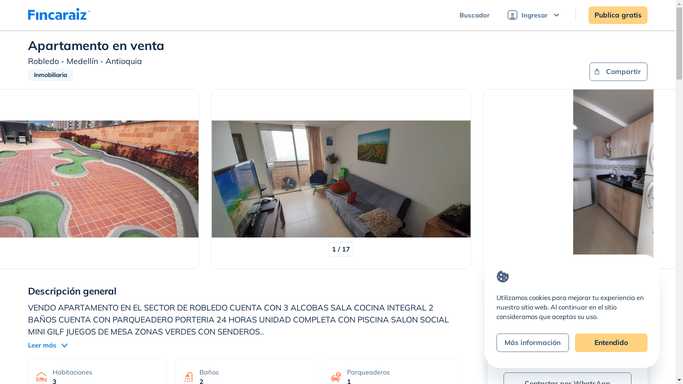 Fincaraiz
Buscador
Ingresar
Publica gratis
Apartamento en venta
Robledo - Medellín - Antioquia
Inmobiliaria
Compartir
1 / 17
Descripción general
VENDO APARTAMENTO EN EL SECTOR DE ROBLEDO CUENTA CON 3 ALCOBAS SALA COCINA INTEGRAL 2
BAÑOS CUENTA CON PARQUEADERO PORTERIA 24 HORAS UNIDAD COMPLETA CON PISCINA SALON SOCIAL
MINI GILF JUEGOS DE MESA ZONAS VERDES CON SENDEROS..
Leer más
Habitaciones
3
Baños
2
Parqueaderos
1
Utilizamos cookies para mejorar tu experiencia en
nuestro sitio web. Al continuar en el sitio
consideramos que aceptas su uso.
Más información
Entendido
Contactar por WhatsApp